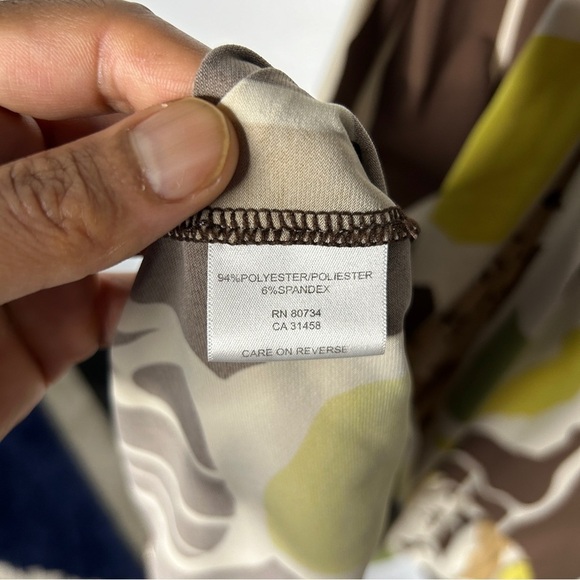 94%POLYESTER/POLIESTER
6%SPANDEX
RN 80734
CA 31458
CARE ON REVERSE